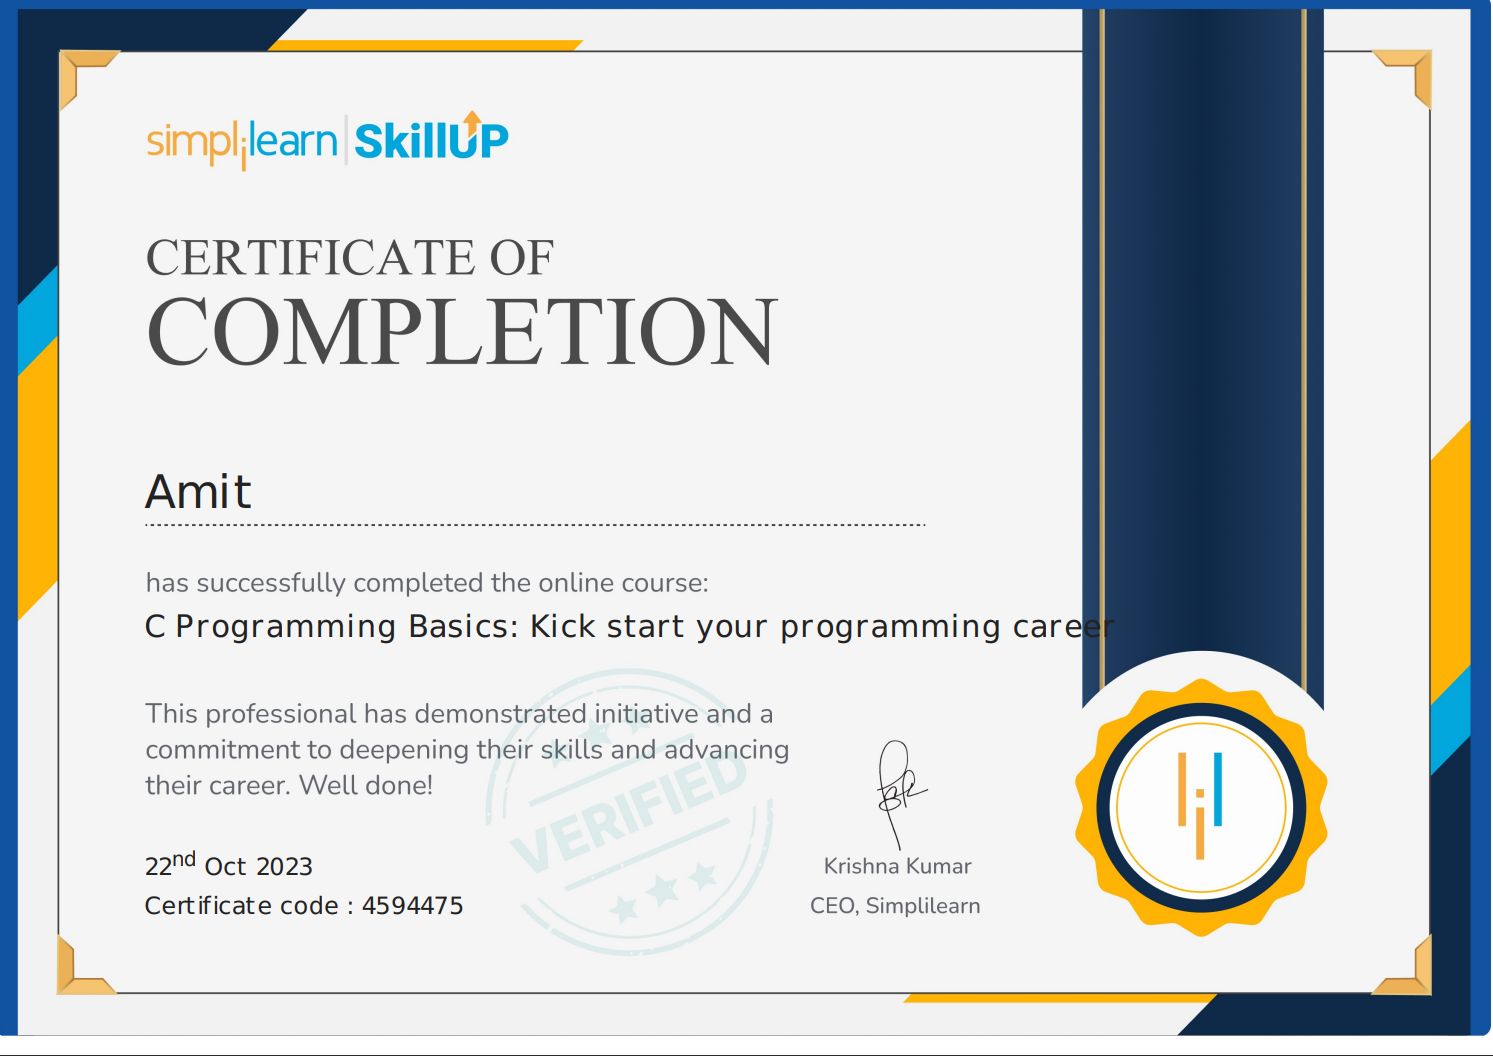 simplilearn | SkillUP
CERTIFICATE OF
COMPLETION
Amit
has successfully completed the online course:
C Programming Basics: Kick start your programming career
This professional has demonstrated initiative and a
commitment to deepening their skills and advancing
their career. Well done!
VERIFIED
22nd Oct 2023
Certificate code : 4594475
Krishna Kumar
CEO, Simplilearn